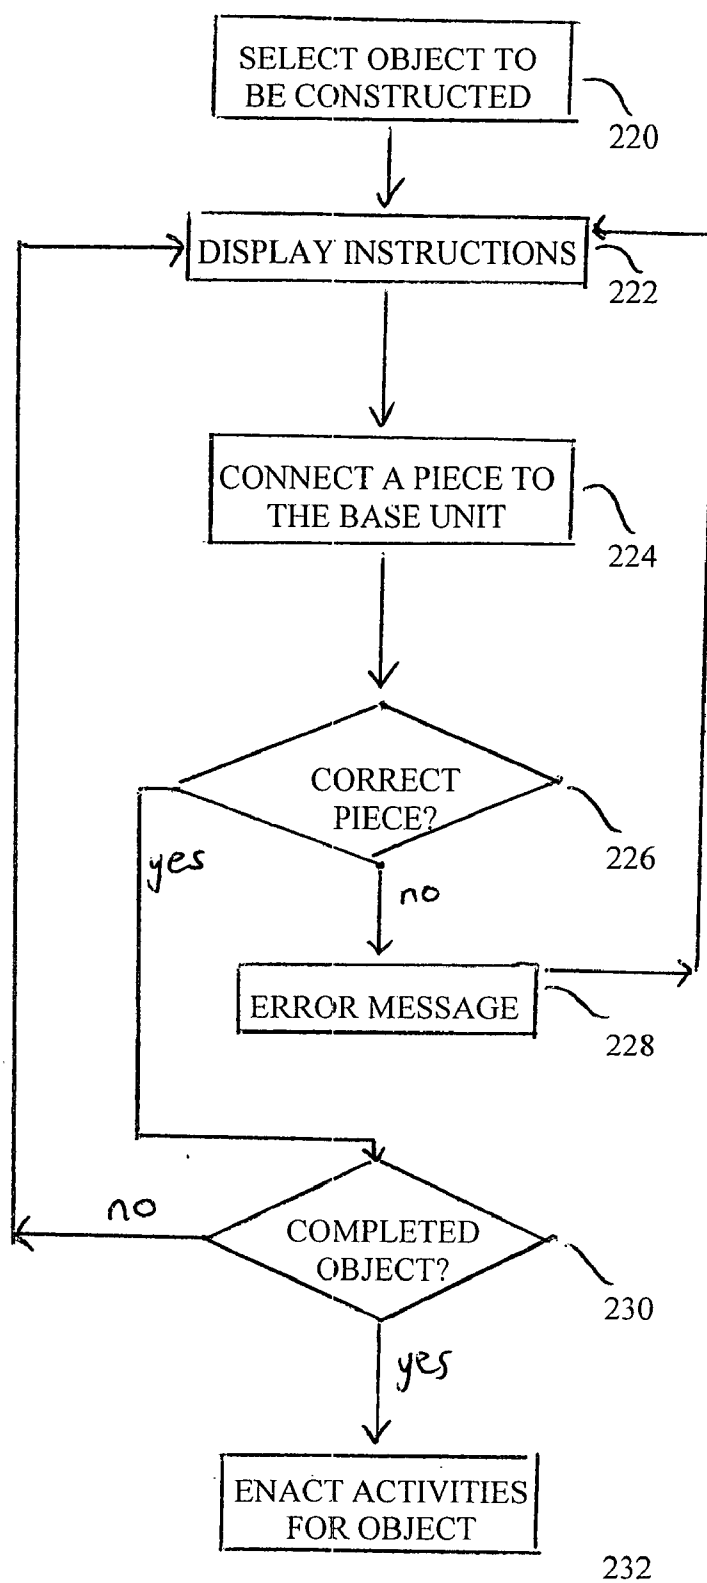 SELECT OBJECT TO
BE CONSTRUCTED
220
DISPLAY INSTRUCTIONS
222
CONNECT A PIECE TO
THE BASE UNIT
224
CORRECT
PIECE?
226
yes
no
ERROR MESSAGE
228
no
COMPLETED
OBJECT?
230
yes
ENACT ACTIVITIES
FOR OBJECT
232